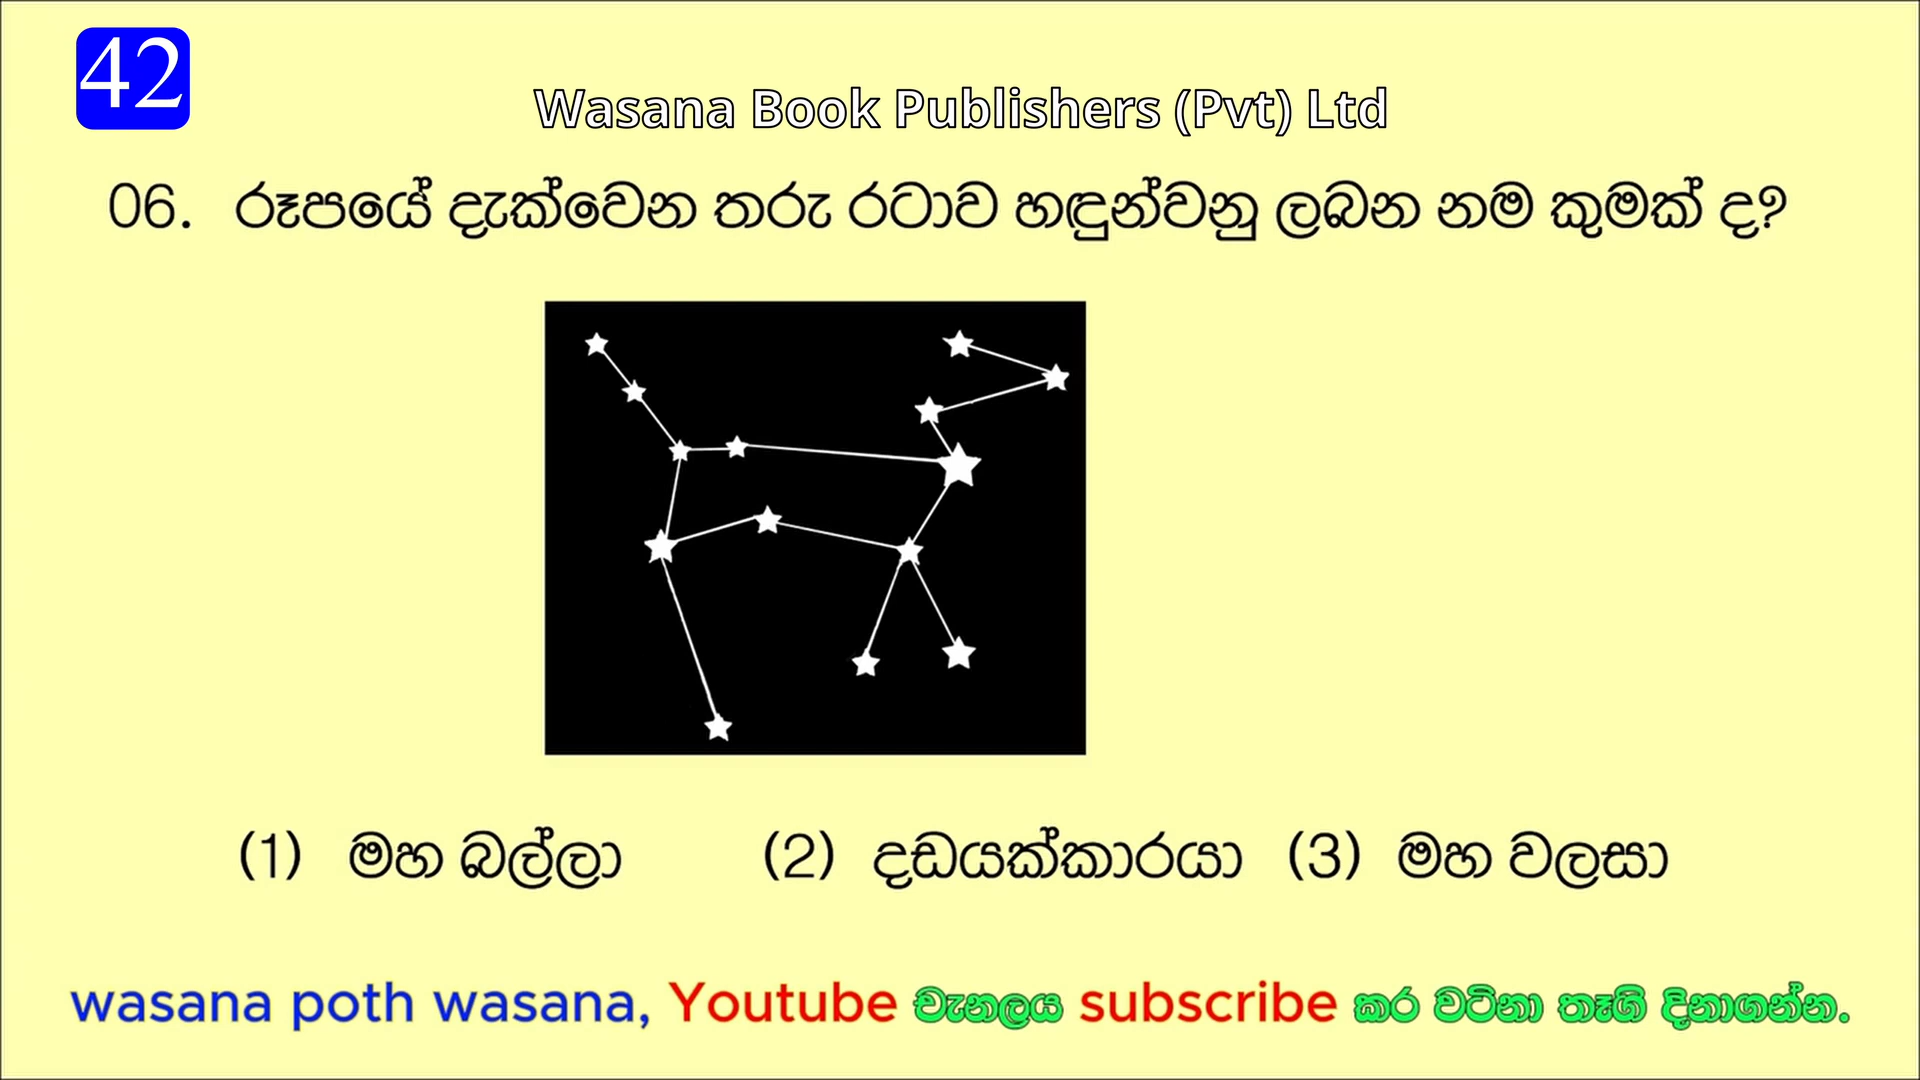 42
Wasana Book Publishers (Pvt) Ltd
06. රූපයේ දැක්වෙන තරු රටාව හඳුන්වනු ලබන නම කුමක් ද?
(1) මහ බල්ලා (2) දඩයක්කාරයා (3) මහ වලසා
wasana poth wasana, Youtube චැනලය subscribe කර වටිනා තෑගි දිනාගන්න.